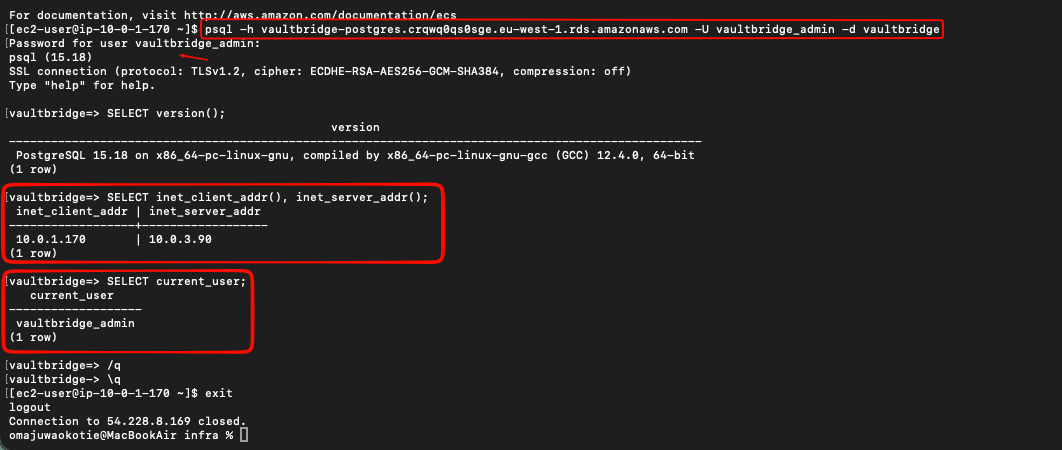 For documentation, visit http://aws.amazon.com/documentation/ecs
[[ec2-user@ip-10-0-1-170 ~]$ psql -h vaultbridge-postgres.crqwq0qs0sge.eu-west-1.rds.amazonaws.com -U vaultbridge_admin -d vaultbridge
[Password for user vaultbridge_admin:
psql (15.18)
SSL connection (protocol: TLSv1.2, cipher: ECDHE-RSA-AES256-GCM-SHA384, compression: off)
Type "help" for help.
[vaultbridge=> SELECT version();
version
--------------------------------------------------------------------------------------------------
PostgreSQL 15.18 on x86_64-pc-linux-gnu, compiled by x86_64-pc-linux-gnu-gcc (GCC) 12.4.0, 64-bit
(1 row)
[vaultbridge=> SELECT inet_client_addr(), inet_server_addr();
inet_client_addr | inet_server_addr
------------------+------------------
10.0.1.170 | 10.0.3.90
(1 row)
[vaultbridge=> SELECT current_user;
current_user
-------------------
vaultbridge_admin
(1 row)
[vaultbridge=> /q
[vaultbridge-> \q
[[ec2-user@ip-10-0-1-170 ~]$ exit
logout
Connection to 54.228.8.169 closed.
omajuwaokotie@MacBookAir infra %